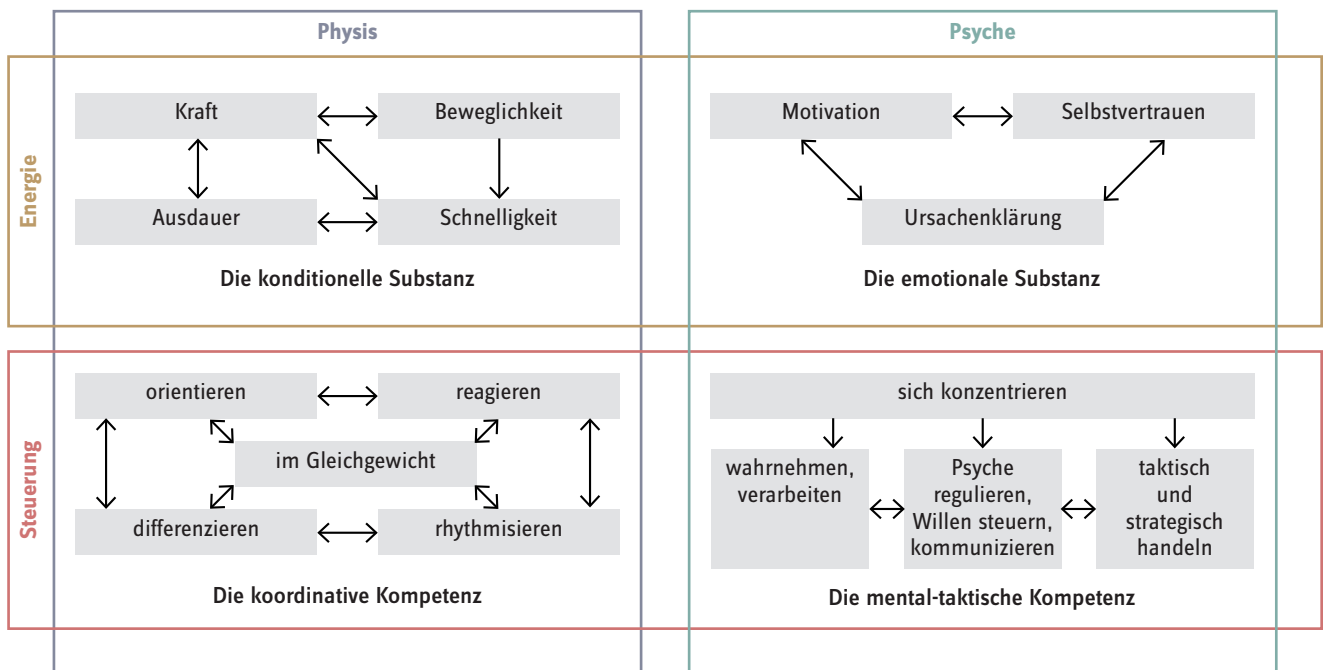 Physis
Psyche
Energie
Kraft
Beweglichkeit
Ausdauer
Schnelligkeit
Die konditionelle Substanz
Motivation
Selbstvertrauen
Ursachenklärung
Die emotionale Substanz
Steuerung
orientieren
reagieren
im Gleichgewicht
differenzieren
rhythmisieren
Die koordinative Kompetenz
sich konzentrieren
wahrnehmen,
verarbeiten
Psyche
regulieren,
Willen steuern,
kommunizieren
taktisch
und
strategisch
handeln
Die mental-taktische Kompetenz